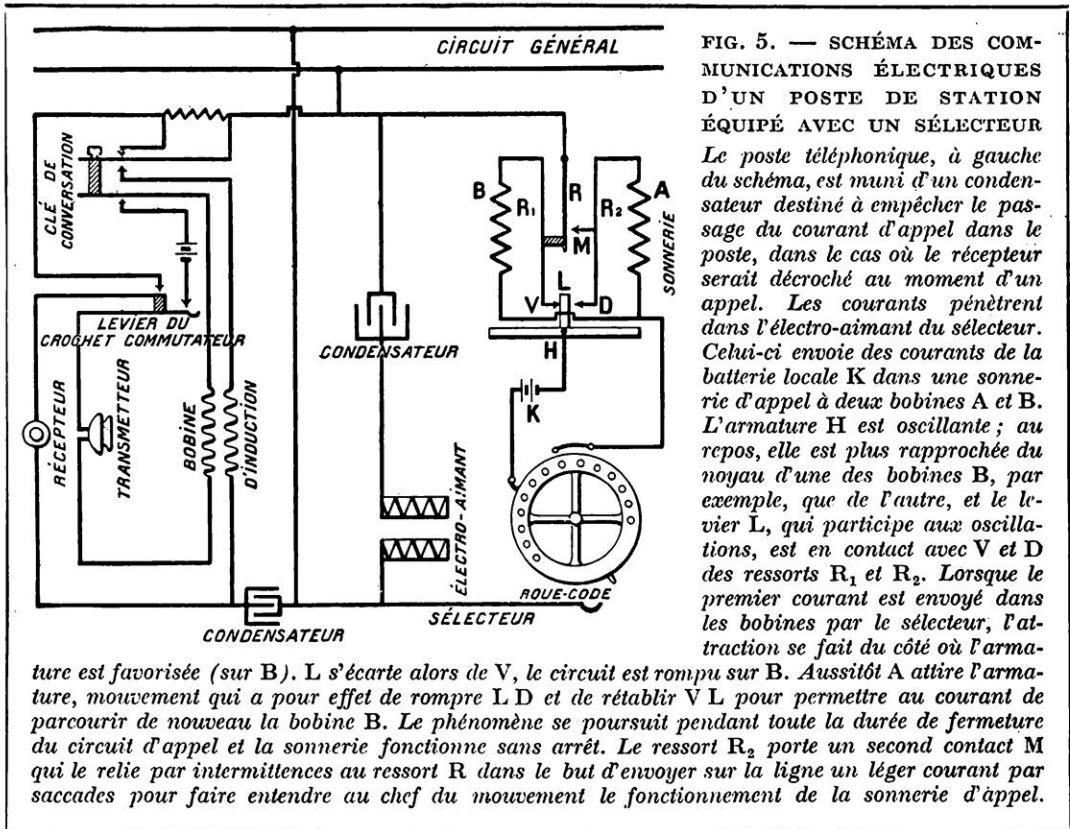 CIRCUIT GÉNÉRAL
CLÉ DE
CONVERSATION
LEVIER DU
CROCHET COMMUTATEUR
RÉCEPTEUR
TRANSMETTEUR
BOBINE
D'INDUCTION
CONDENSATEUR
CONDENSATEUR
ÉLECTRO-AIMANT
SÉLECTEUR
B
R1
R
M
R2
A
SONNERIE
L
V
D
H
K
ROUE-CODE
FIG. 5. — SCHÉMA DES COM-
MUNICATIONS ÉLECTRIQUES
D'UN POSTE DE STATION
ÉQUIPÉ AVEC UN SÉLECTEUR
Le poste téléphonique, à gauche
du schéma, est muni d'un conden-
sateur destiné à empêcher le pas-
sage du courant d'appel dans le
poste, dans le cas où le récepteur
serait décroché au moment d'un
appel. Les courants pénètrent
dans l'électro-aimant du sélecteur.
Celui-ci envoie des courants de la
batterie locale K dans une sonne-
rie d'appel à deux bobines A et B.
L'armature H est oscillante ; au
repos, elle est plus rapprochée du
noyau d'une des bobines B, par
exemple, que de l'autre, et le le-
vier L, qui participe aux oscilla-
tions, est en contact avec V et D
des ressorts R1 et R2. Lorsque le
premier courant est envoyé dans
les bobines par le sélecteur, l'at-
traction se fait du côté où l'arma-
ture est favorisée (sur B). L s'écarte alors de V, le circuit est rompu sur B. Aussitôt A attire l'arma-
ture, mouvement qui a pour effet de rompre L D et de rétablir V L pour permettre au courant de
parcourir de nouveau la bobine B. Le phénomène se poursuit pendant toute la durée de fermeture
du circuit d'appel et la sonnerie fonctionne sans arrêt. Le ressort R2 porte un second contact M
qui le relie par intermittences au ressort R dans le but d'envoyer sur la ligne un léger courant par
saccades pour faire entendre au chef du mouvement le fonctionnement de la sonnerie d'appel.